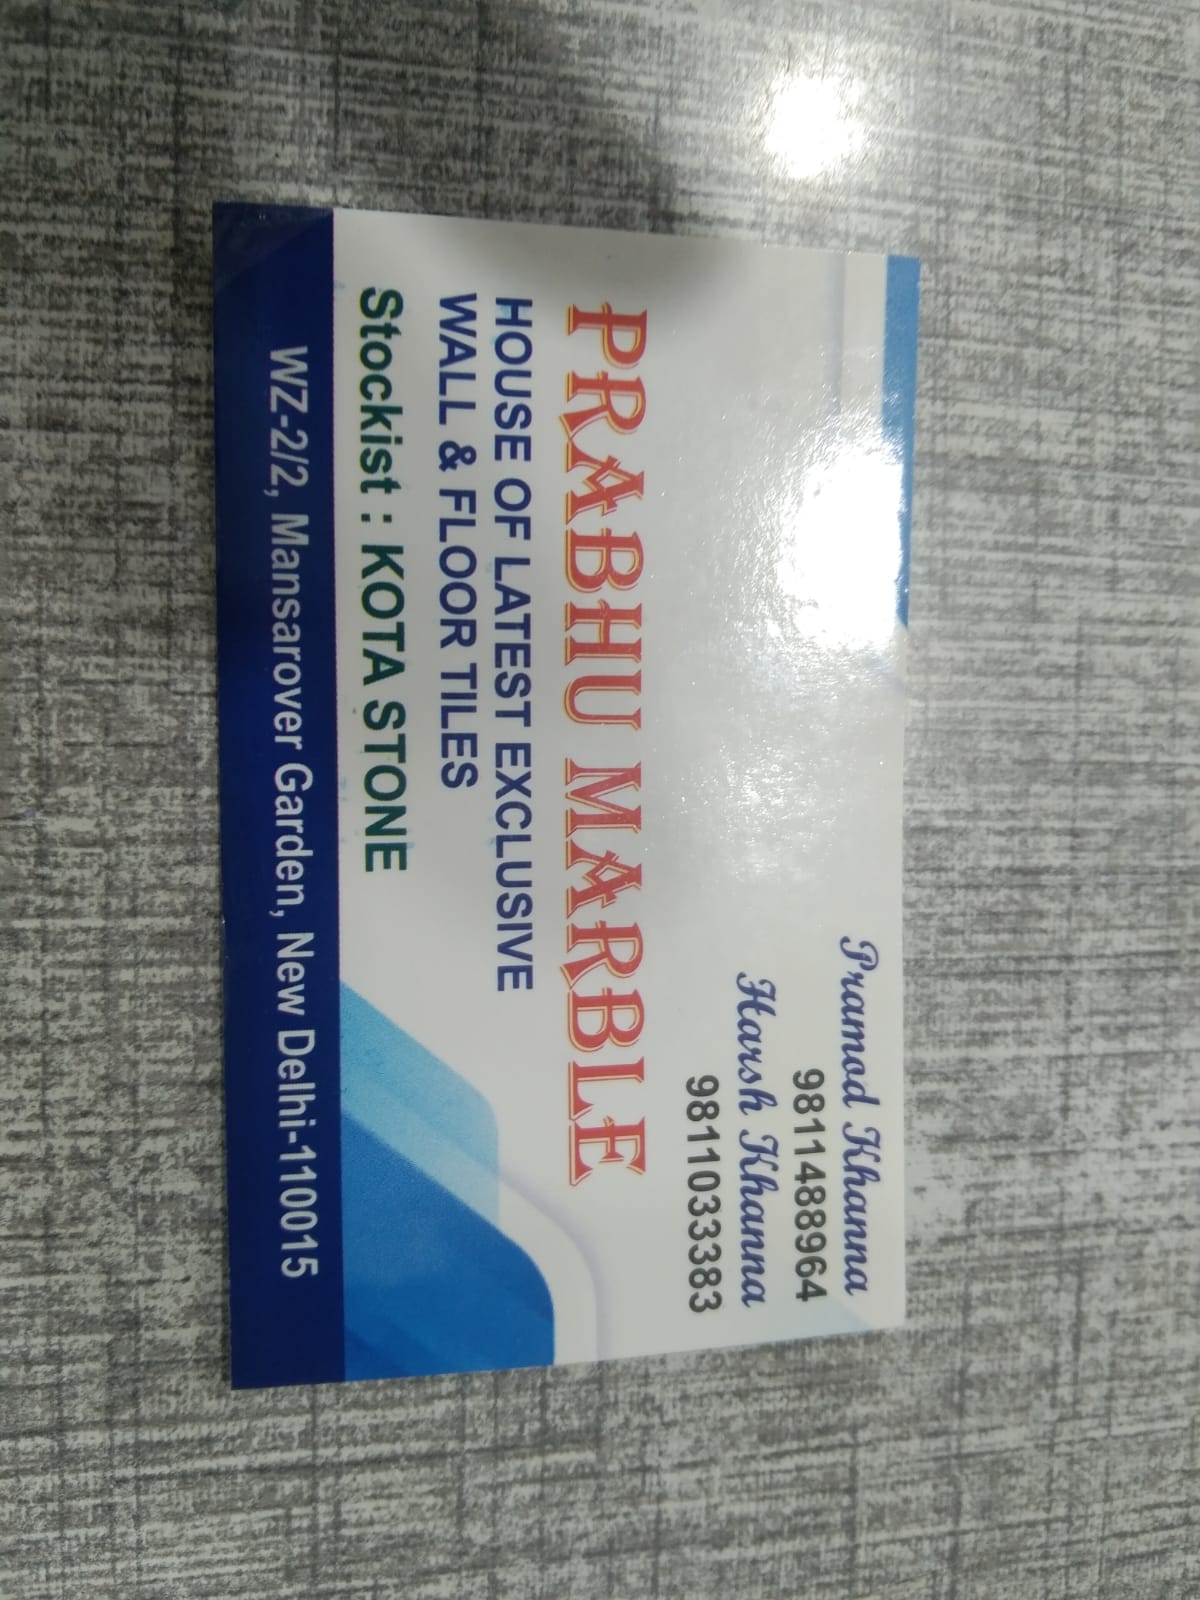 Pramod Khanna
9811488964
Harsh Khanna
9811033383
PRABHU MARBLE
HOUSE OF LATEST EXCLUSIVE
WALL & FLOOR TILES
Stockist : KOTA STONE
WZ-2/2, Mansarover Garden, New Delhi-110015